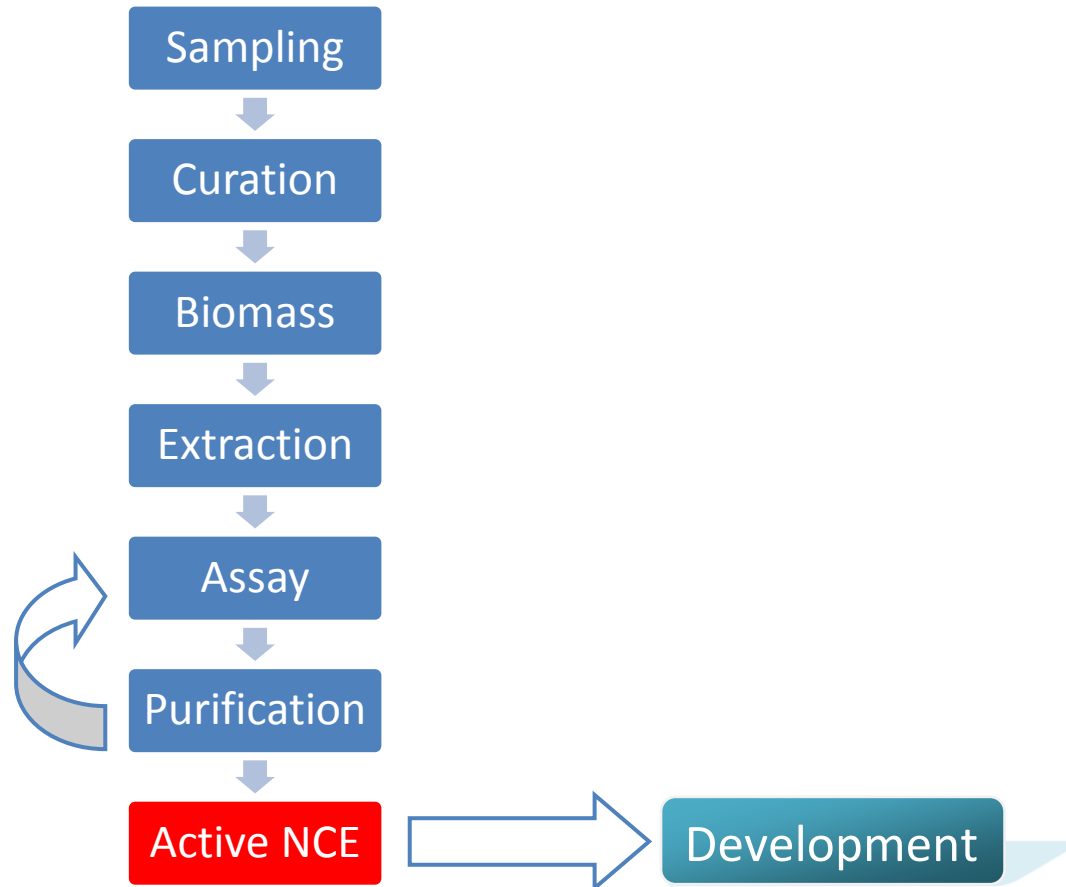 Sampling
Curation
Biomass
Extraction
Assay
Purification
Active NCE
Development